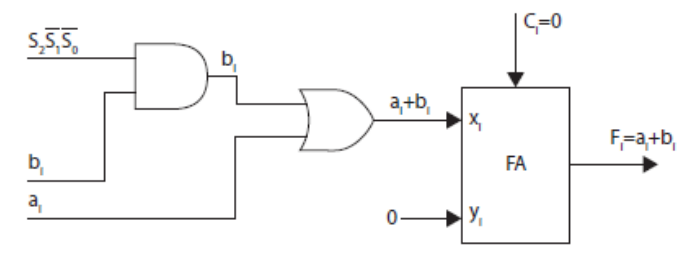 S₂S̅₁S̅₀
bᵢ
bᵢ
aᵢ
aᵢ+bᵢ
Cᵢ=0
xᵢ
FA
0
yᵢ
Fᵢ=aᵢ+bᵢ